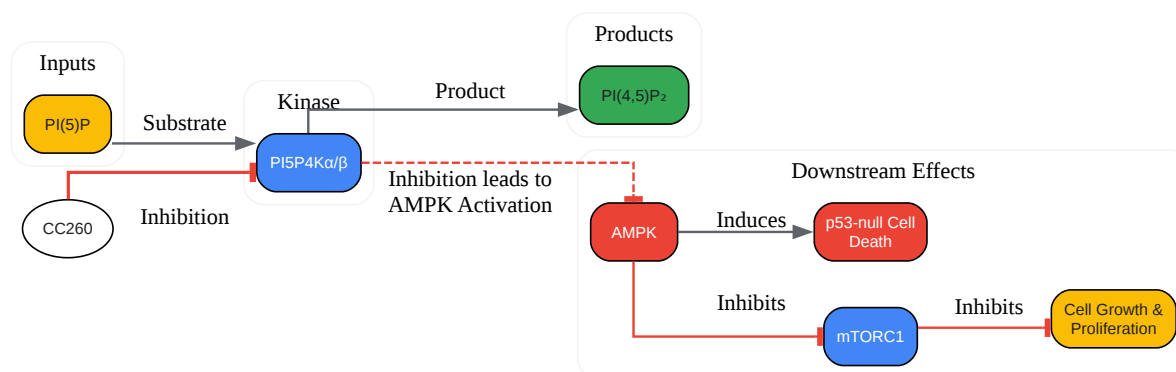 Products
Inputs
PI(4,5)P₂
Product
Kinase
PI(5)P
Substrate
PI5P4Kα/β
Inhibition leads to
AMPK Activation
Downstream Effects
CC260
Inhibition
AMPK
Induces
p53-null Cell
Death
Inhibits
mTORC1
Inhibits
Cell Growth &
Proliferation